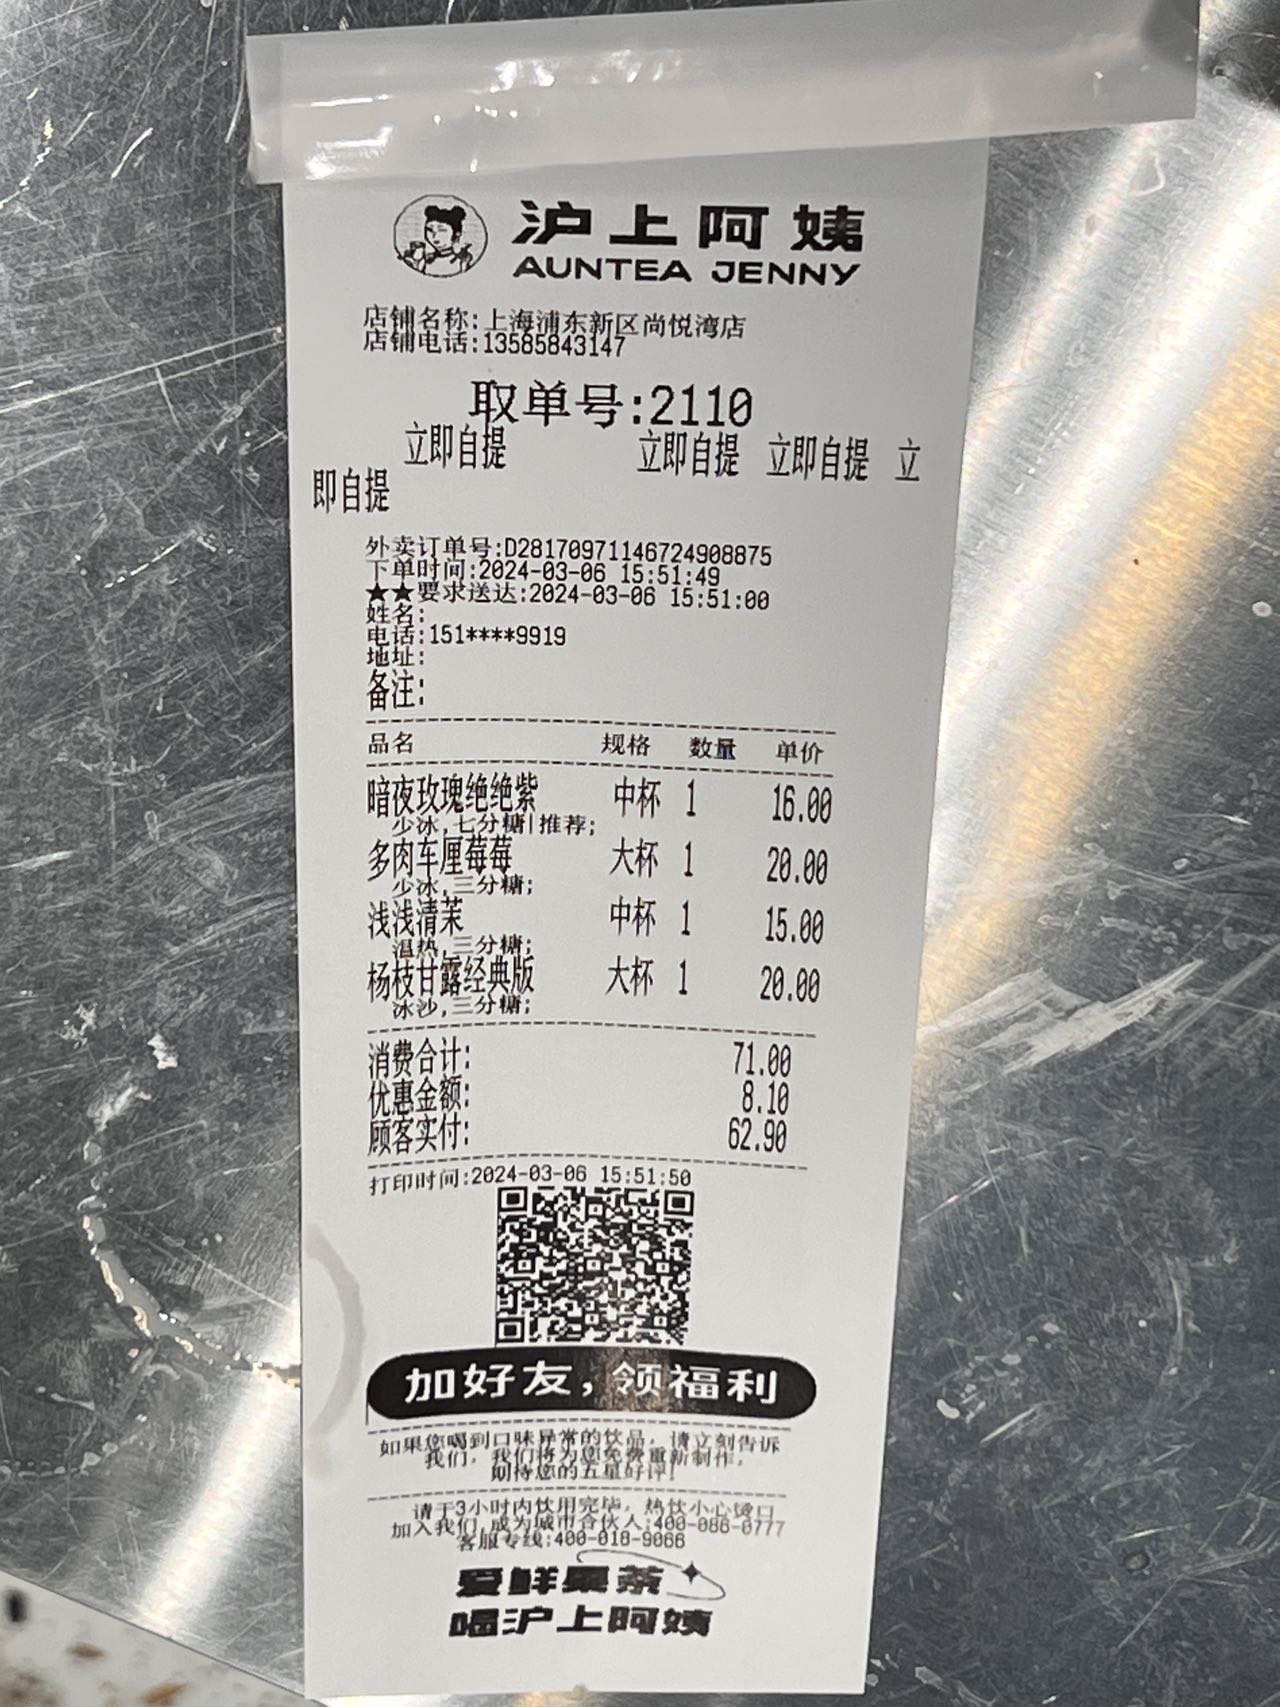 沪上阿姨
AUNTEA JENNY
店铺名称:上海浦东新区尚悦湾店
店铺电话:13585843147
取单号:2110
立即自提 立即自提 立即自提 立
即自提
外卖订单号:D28170971146724908875
下单时间:2024-03-06 15:51:49
★★要求送达:2024-03-06 15:51:00
姓名:
电话:151****9919
地址:
备注:
品名 规格 数量 单价
暗夜玫瑰绝绝紫 中杯 1 16.00
少冰,七分糖|推荐;
多肉车厘莓莓 大杯 1 20.00
少冰,三分糖;
浅浅清茉 中杯 1 15.00
温热,三分糖;
杨枝甘露经典版 大杯 1 20.00
冰沙,三分糖;
消费合计: 71.00
优惠金额: 8.10
顾客实付: 62.90
打印时间:2024-03-06 15:51:50
加好友,领福利
如果您喝到口味异常的饮品，请立刻告诉
我们，我们将为您免费重新制作，
期待您的五星好评!
请于3小时内饮用完毕，热饮小心烫口
加入我们,成为城市合伙人:400-086-0777
客服专线:400-018-9066
爱鲜果茶
喝沪上阿姨